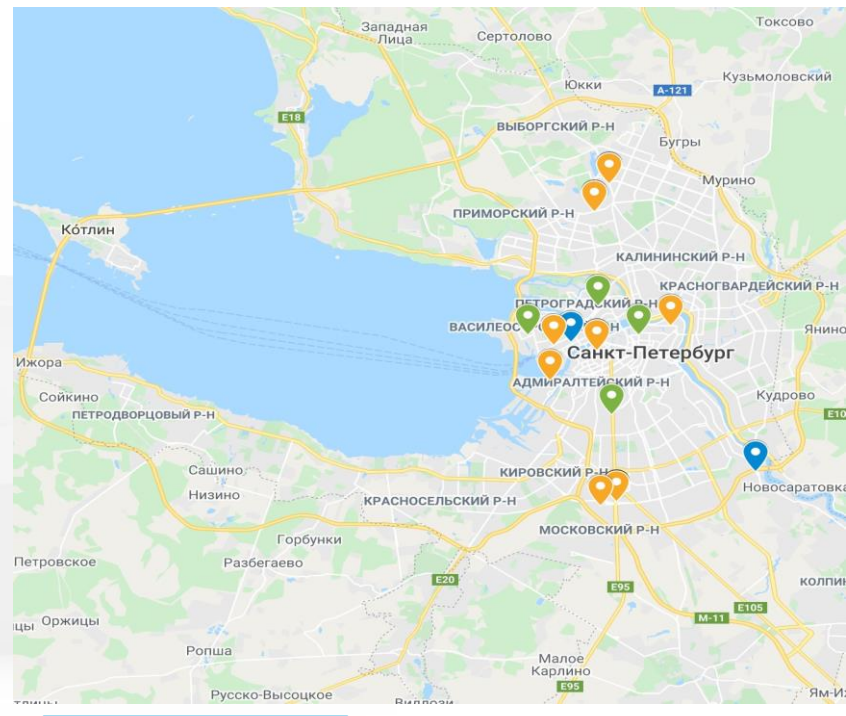 Токсово
Западная
Лица
Сертолово
Кузьмоловский
Юкки
А-121
E18
ВЫБОРГСКИЙ Р-Н
Бугры
Мурино
ПРИМОРСКИЙ Р-Н
Котлин
КАЛИНИНСКИЙ Р-Н
КРАСНОГВАРДЕЙСКИЙ Р-Н
ПЕТРОГРАДСКИЙ Р-Н
Янино
Санкт-Петербург
Ижора
АДМИРАЛТЕЙСКИЙ Р-Н
Сойкино
Кудрово
ПЕТРОДВОРЦОВЫЙ Р-Н
E10
Сашино
КИРОВСКИЙ Р-Н
Низино
КРАСНОСЕЛЬСКИЙ Р-Н
Новосаратовка
Горбунки
МОСКОВСКИЙ Р-Н
Петровское
Разбегаево
E20
E95
КОЛПИН
E105
М-11
Оржицы
Ропша
Малое
Карлино
E95
Русско-Высоцкое